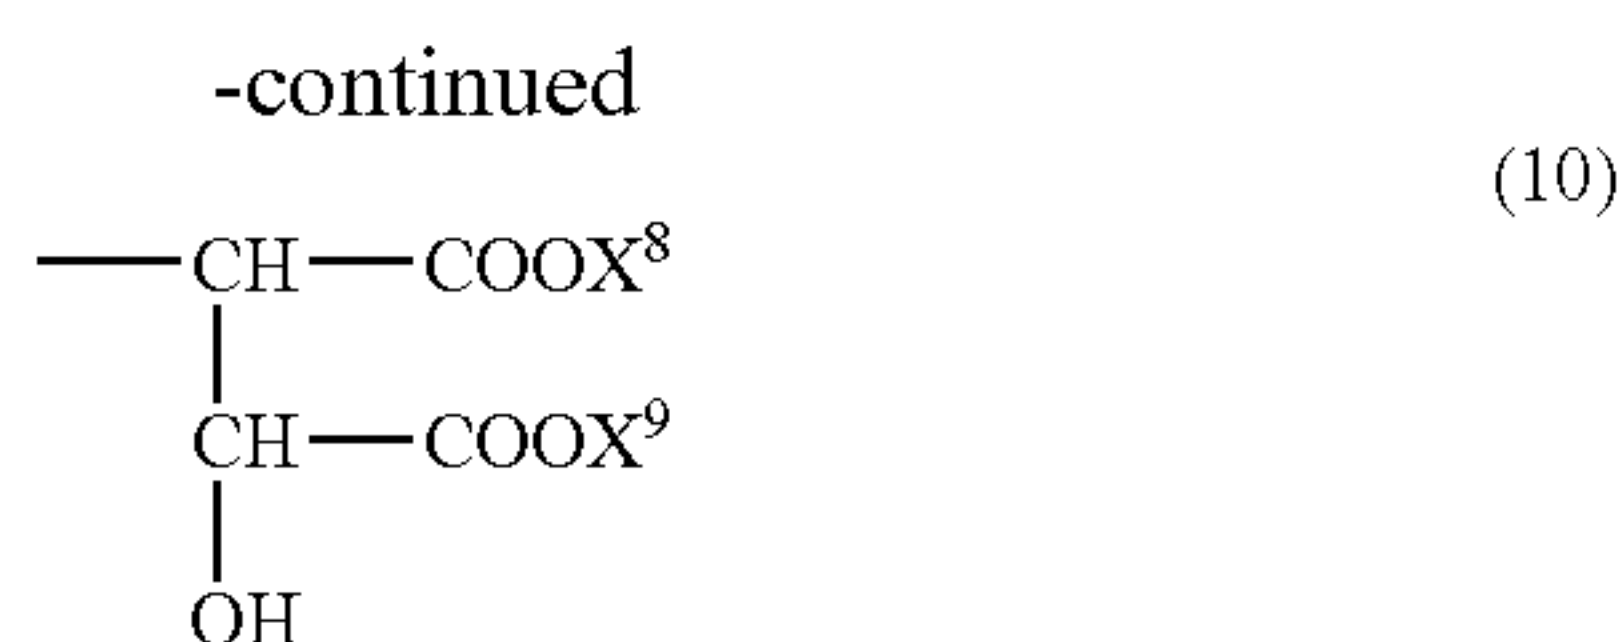 -continued
(10)
CH—COOX⁸
CH—COOX⁹
OH